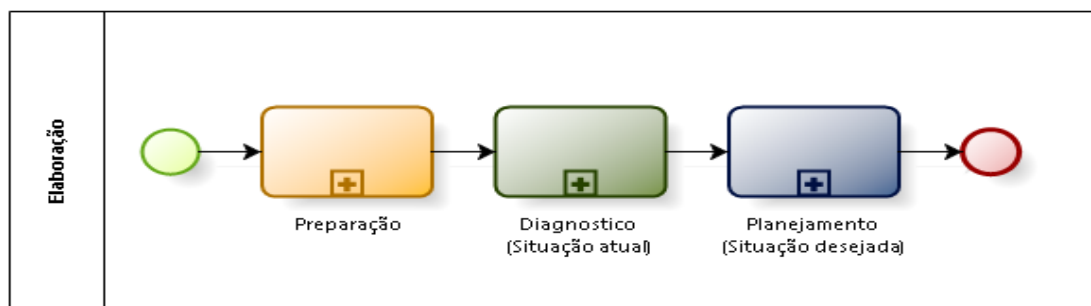 Elaboração
Preparação
Diagnostico
(Situação atual)
Planejamento
(Situação desejada)